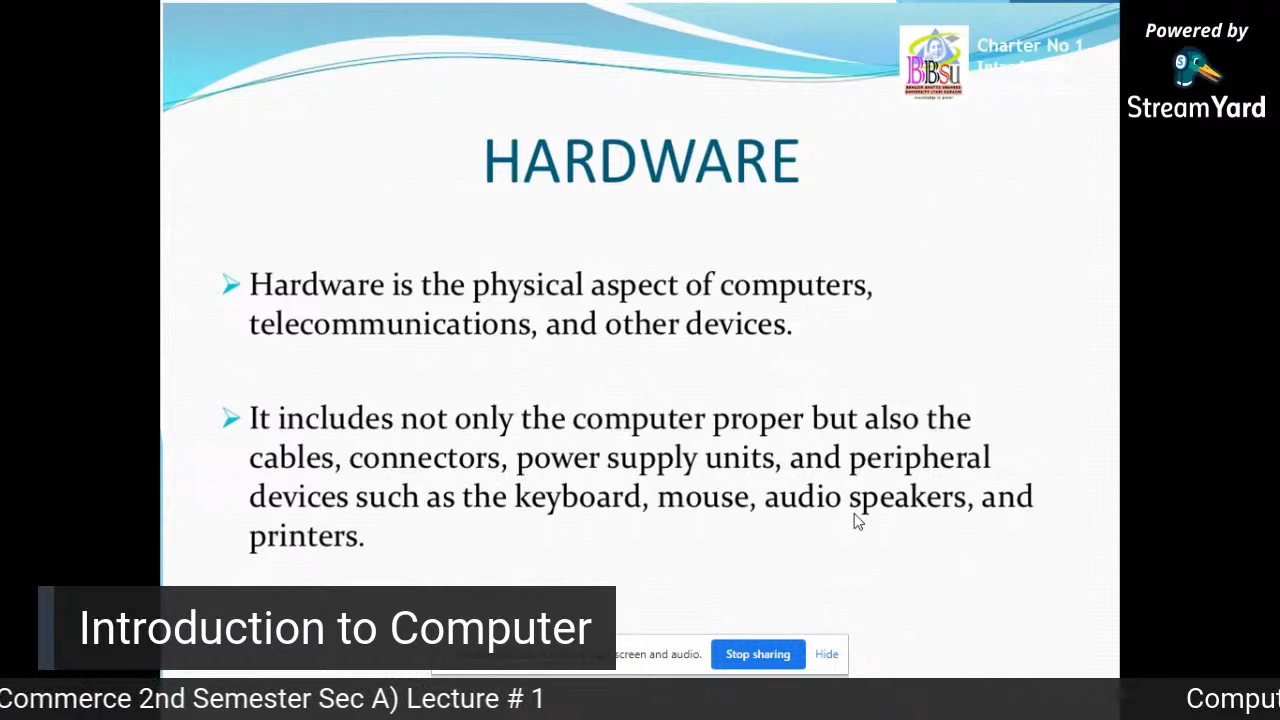 Powered by
StreamYard
Charter No 1
BBSU
HARDWARE
Hardware is the physical aspect of computers,
telecommunications, and other devices.
It includes not only the computer proper but also the
cables, connectors, power supply units, and peripheral
devices such as the keyboard, mouse, audio speakers, and
printers.
Introduction to Computer
screen and audio.
Stop sharing
Hide
Commerce 2nd Semester Sec A) Lecture # 1
Comput